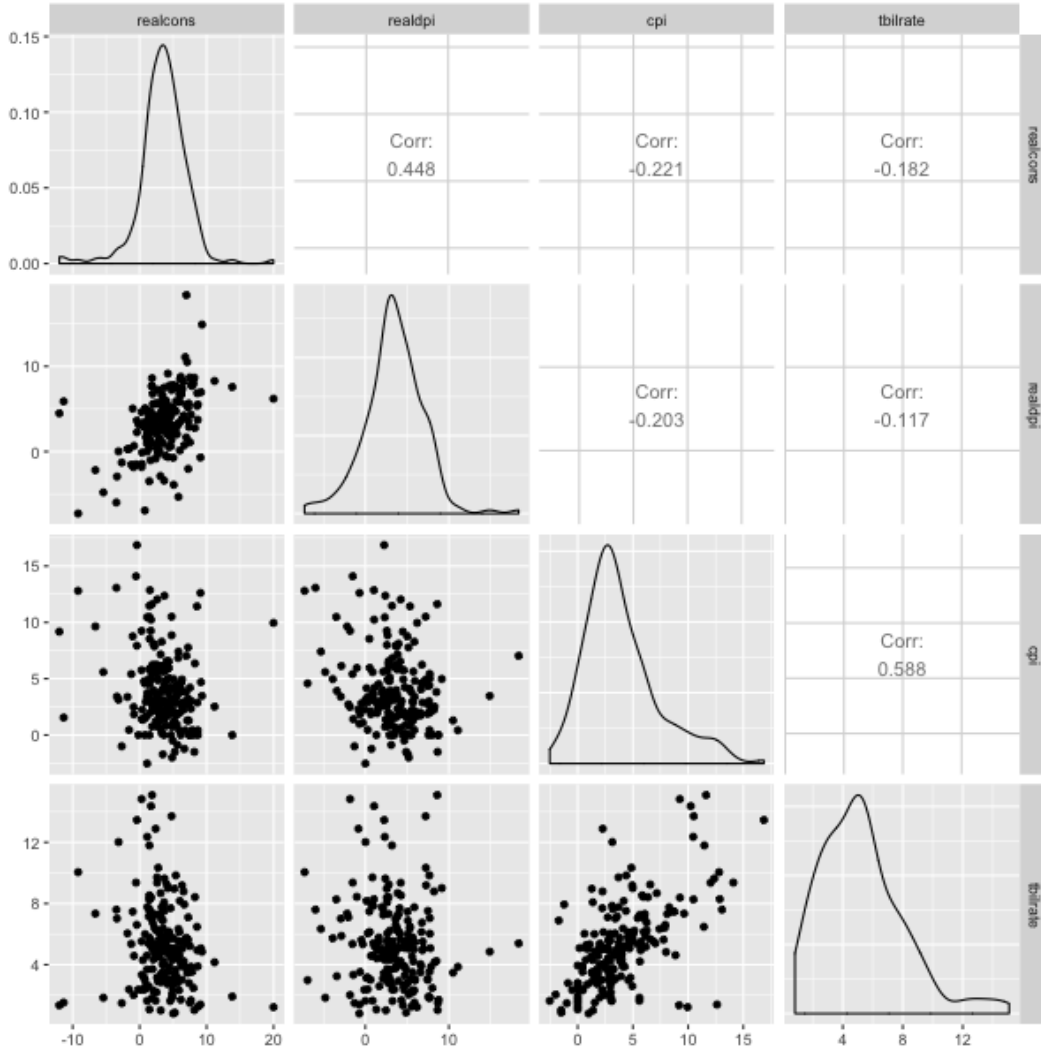 realcons realdpi cpi tbilrate
0.15
0.10
0.05
0.00
Corr:
0.448
Corr:
-0.221
Corr:
-0.182
realcons
10
0
Corr:
-0.203
Corr:
-0.117
realdpi
15
10
5
0
Corr:
0.588
cpi
12
8
4
tbilrate
-10 0 10 20 0 10 0 5 10 15 4 8 12